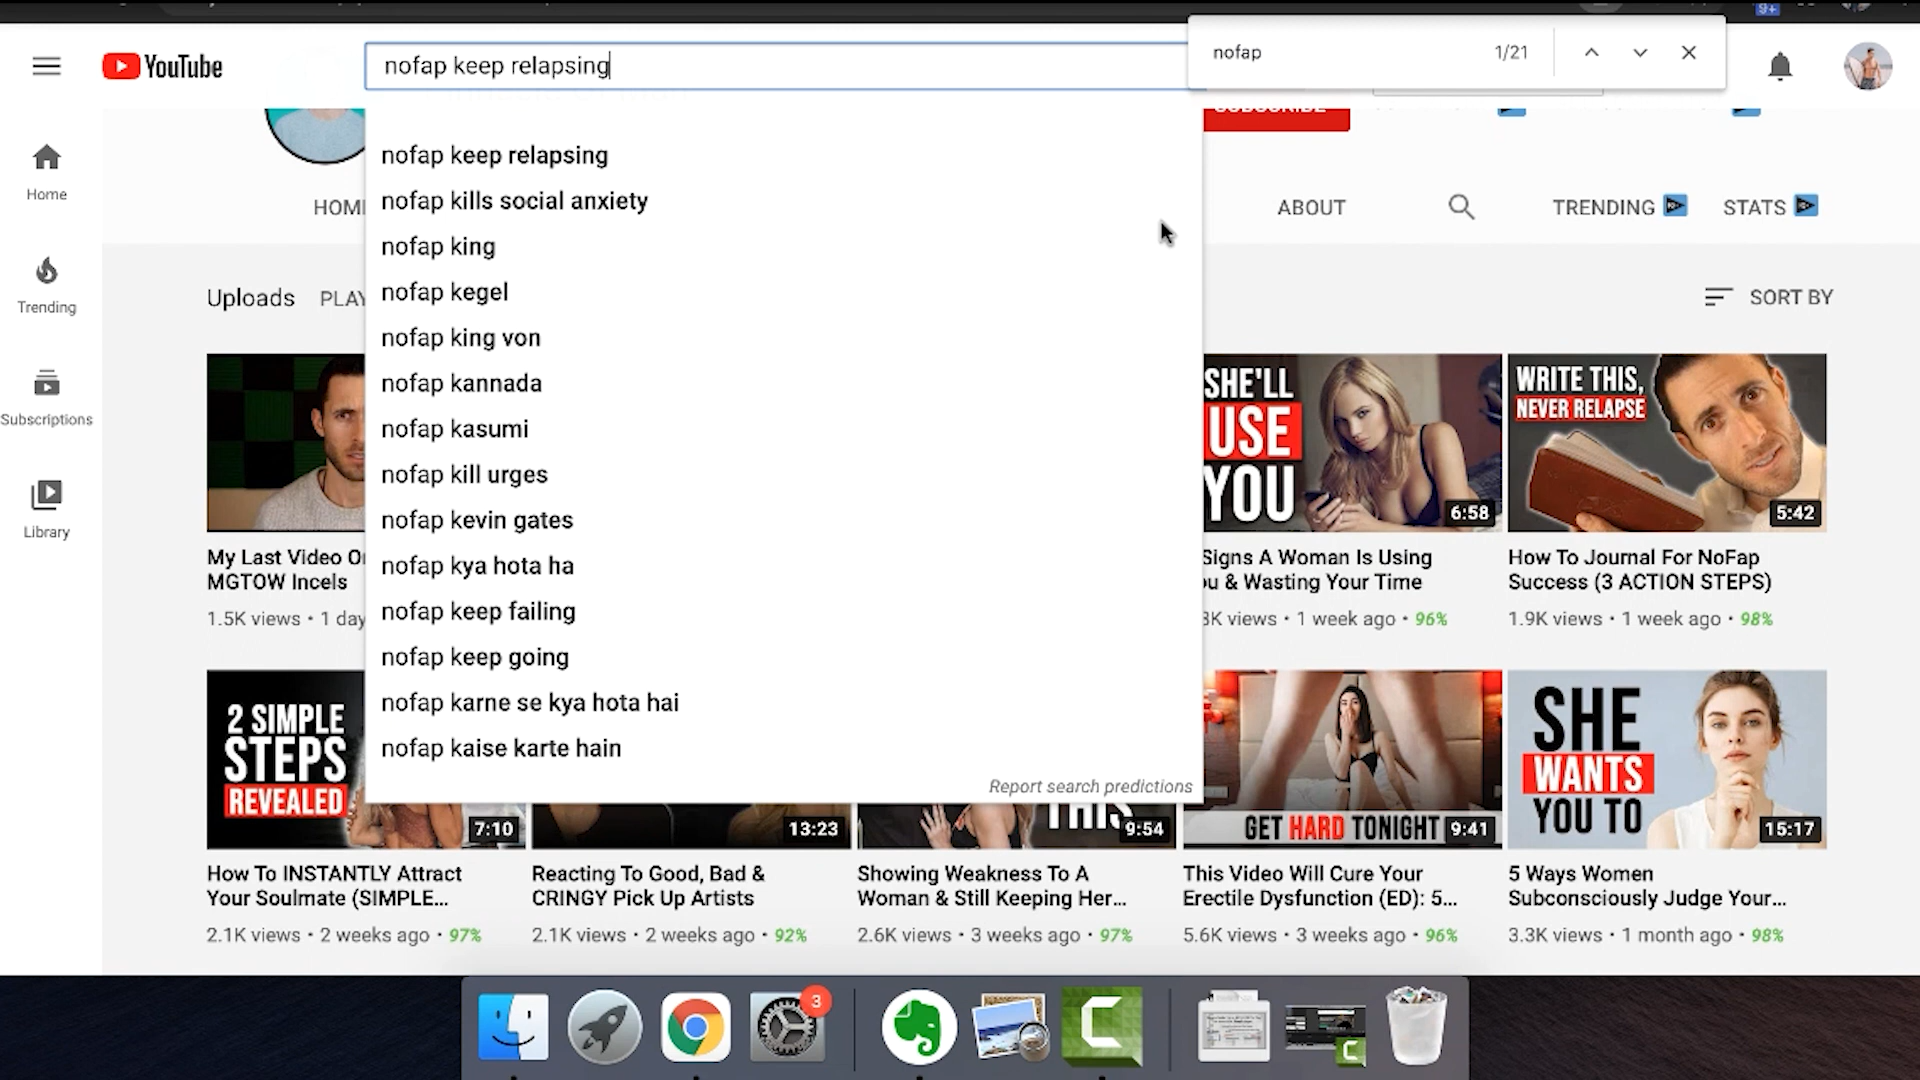 YouTube
nofap keep relapsing
nofap
1/21
9+
Home
Trending
Subscriptions
Library
nofap keep relapsing
nofap kills social anxiety
nofap king
nofap kegel
nofap king von
nofap kannada
nofap kasumi
nofap kill urges
nofap kevin gates
nofap kya hota ha
nofap keep failing
nofap keep going
nofap karne se kya hota hai
nofap kaise karte hain
Report search predictions
SUBSCRIBE
ABOUT
TRENDING
STATS
Uploads
SORT BY
SHE'LL
USE
YOU
6:58
WRITE THIS,
NEVER RELAPSE
5:42
My Last Video
MGTOW Incels
1.5K views • 1 day
Signs A Woman Is Using
& Wasting Your Time
views • 1 week ago • 96%
How To Journal For NoFap
Success (3 ACTION STEPS)
1.9K views • 1 week ago • 98%
2 SIMPLE
STEPS
REVEALED
7:10
13:23
THIS
9:54
GET HARD TONIGHT
9:41
SHE
WANTS
YOU TO
15:17
How To INSTANTLY Attract
Your Soulmate (SIMPLE...
2.1K views • 2 weeks ago • 97%
Reacting To Good, Bad &
CRINGY Pick Up Artists
2.1K views • 2 weeks ago • 92%
Showing Weakness To A
Woman & Still Keeping Her...
2.6K views • 3 weeks ago • 97%
This Video Will Cure Your
Erectile Dysfunction (ED): 5...
5.6K views • 3 weeks ago • 96%
5 Ways Women
Subconsciously Judge Your...
3.3K views • 1 month ago • 98%
3